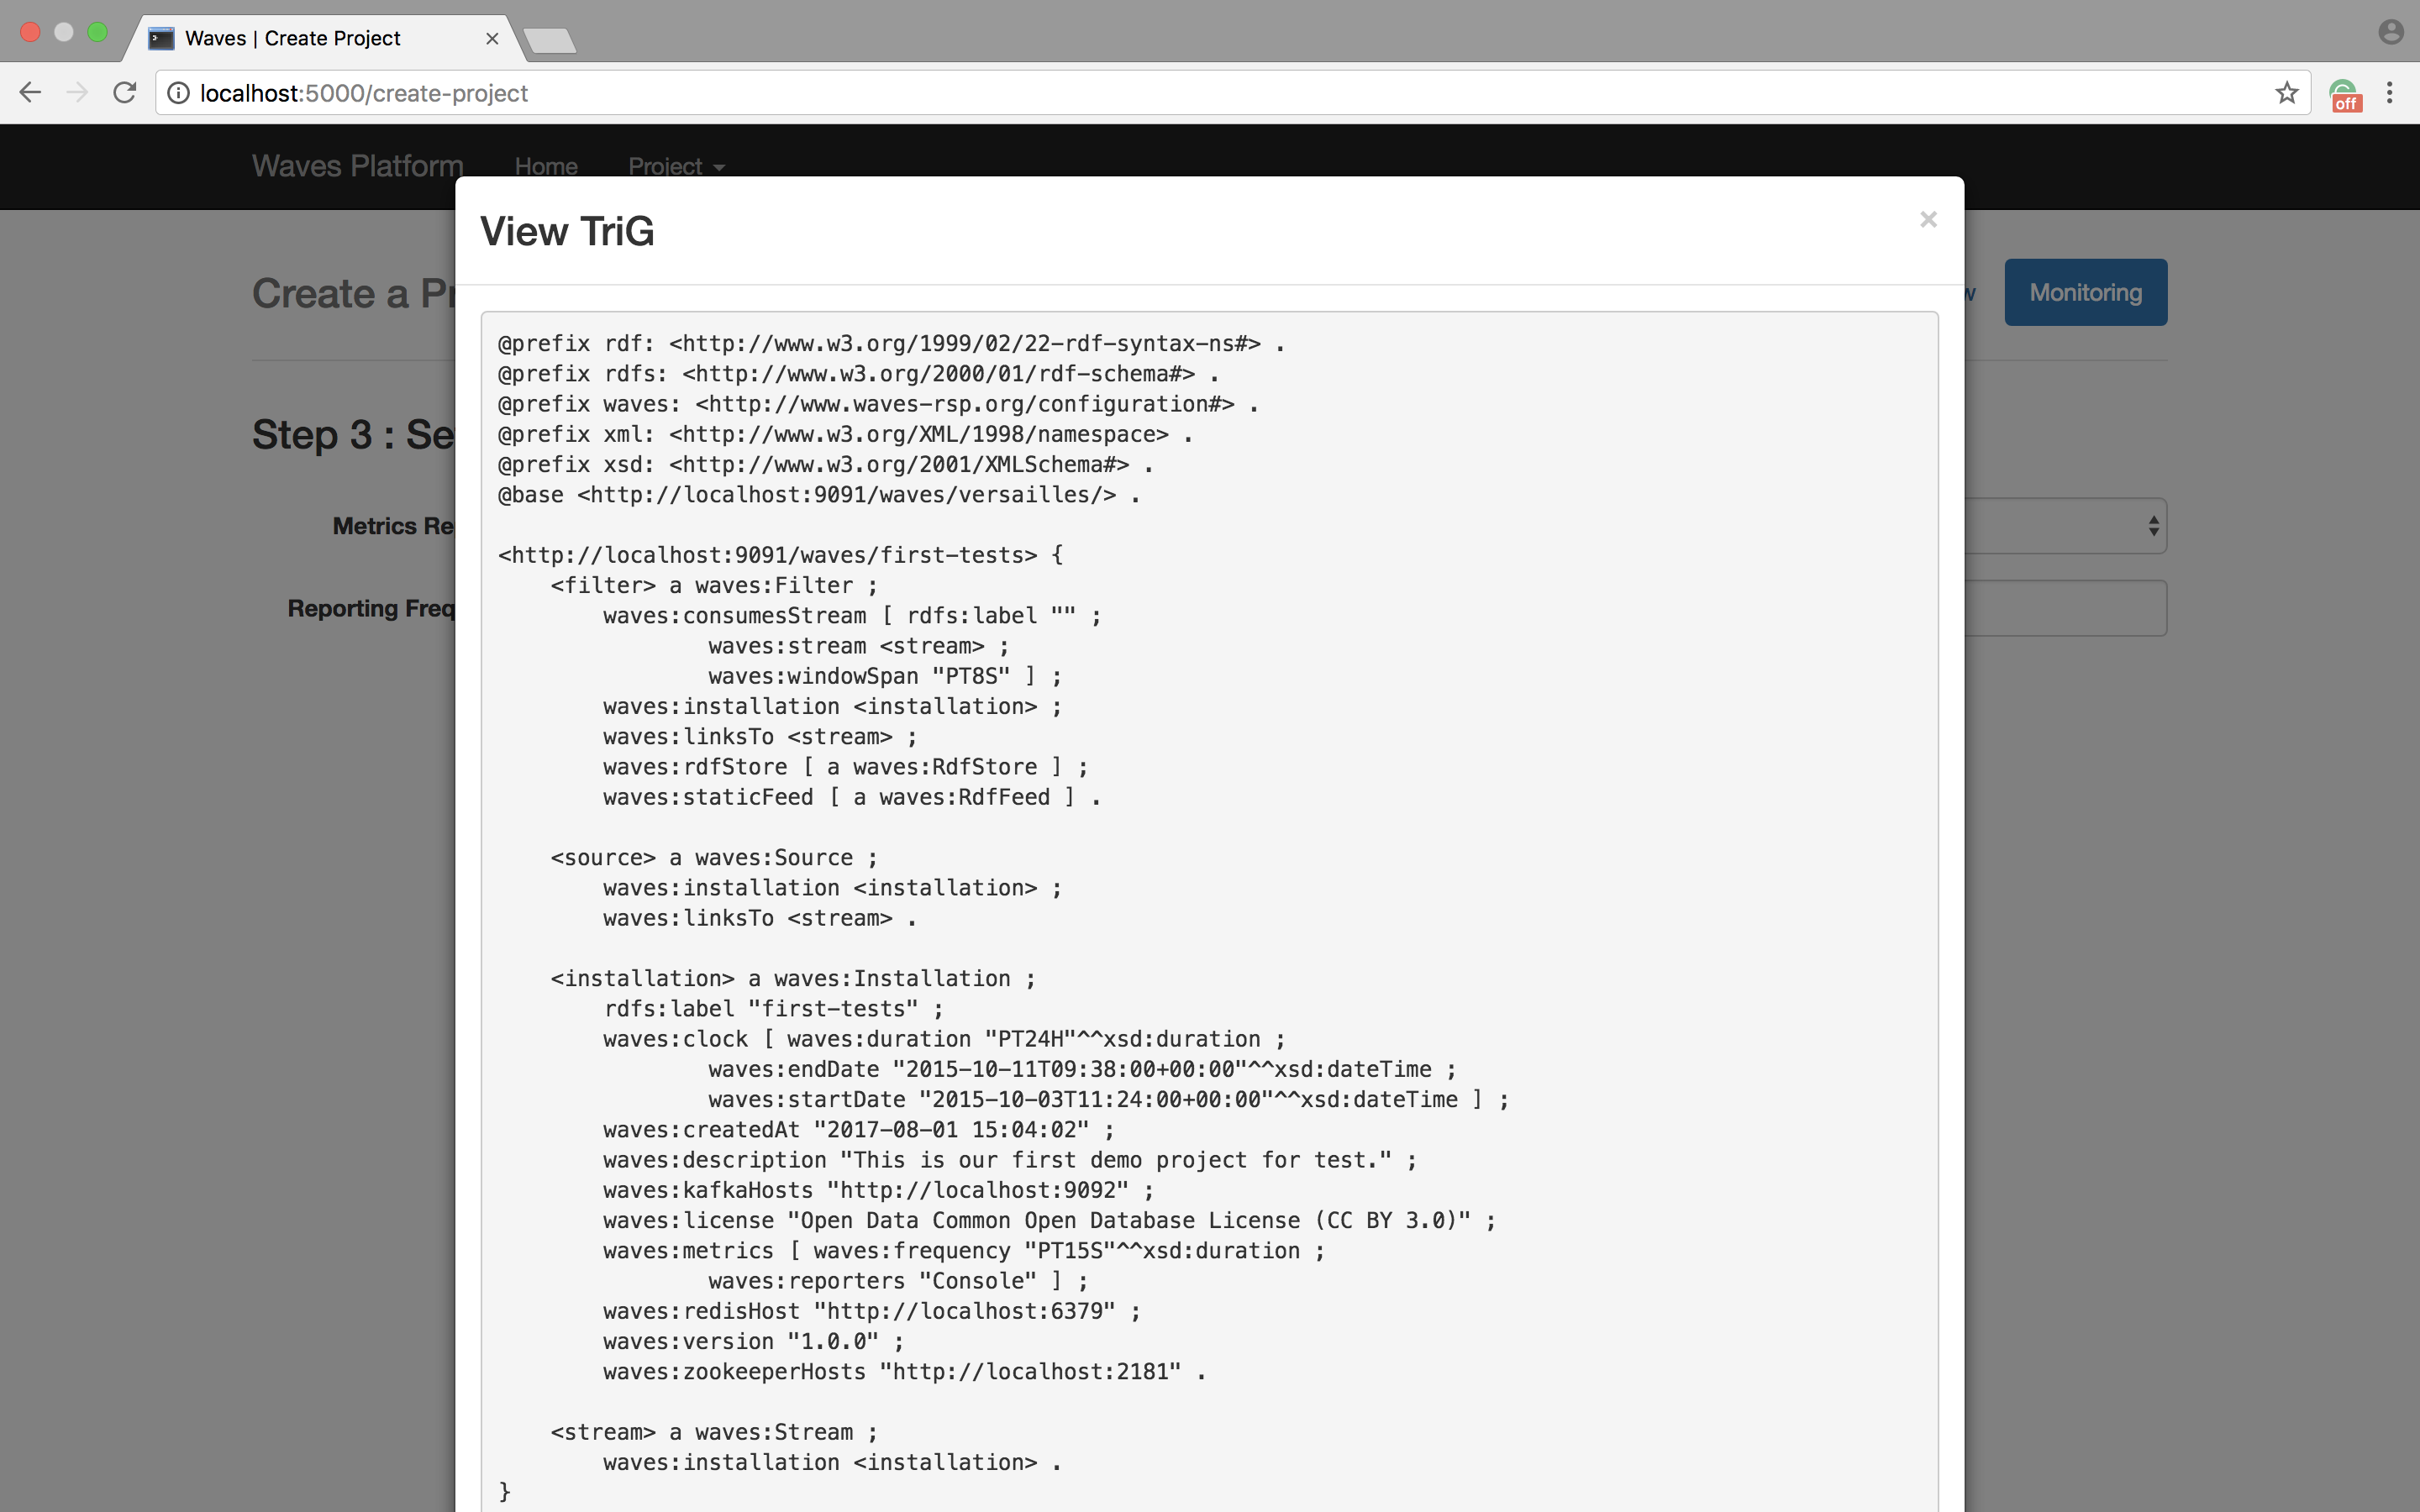 Waves | Create Project
localhost:5000/create-project
off
Waves Platform Home Project
View TriG
×
Create a Pr
w
Monitoring
Step 3 : Se
Metrics Re
Reporting Freq
@prefix rdf: <http://www.w3.org/1999/02/22-rdf-syntax-ns#> .
@prefix rdfs: <http://www.w3.org/2000/01/rdf-schema#> .
@prefix waves: <http://www.waves-rsp.org/configuration#> .
@prefix xml: <http://www.w3.org/XML/1998/namespace> .
@prefix xsd: <http://www.w3.org/2001/XMLSchema#> .
@base <http://localhost:9091/waves/versailles/> .
<http://localhost:9091/waves/first-tests> {
    <filter> a waves:Filter ;
        waves:consumesStream [ rdfs:label "" ;
                waves:stream <stream> ;
                waves:windowSpan "PT8S" ] ;
        waves:installation <installation> ;
        waves:linksTo <stream> ;
        waves:rdfStore [ a waves:RdfStore ] ;
        waves:staticFeed [ a waves:RdfFeed ] .
    <source> a waves:Source ;
        waves:installation <installation> ;
        waves:linksTo <stream> .
    <installation> a waves:Installation ;
        rdfs:label "first-tests" ;
        waves:clock [ waves:duration "PT24H"^^xsd:duration ;
                waves:endDate "2015-10-11T09:38:00+00:00"^^xsd:dateTime ;
                waves:startDate "2015-10-03T11:24:00+00:00"^^xsd:dateTime ] ;
        waves:createdAt "2017-08-01 15:04:02" ;
        waves:description "This is our first demo project for test." ;
        waves:kafkaHosts "http://localhost:9092" ;
        waves:license "Open Data Common Open Database License (CC BY 3.0)" ;
        waves:metrics [ waves:frequency "PT15S"^^xsd:duration ;
                waves:reporters "Console" ] ;
        waves:redisHost "http://localhost:6379" ;
        waves:version "1.0.0" ;
        waves:zookeeperHosts "http://localhost:2181" .
    <stream> a waves:Stream ;
        waves:installation <installation> .
}